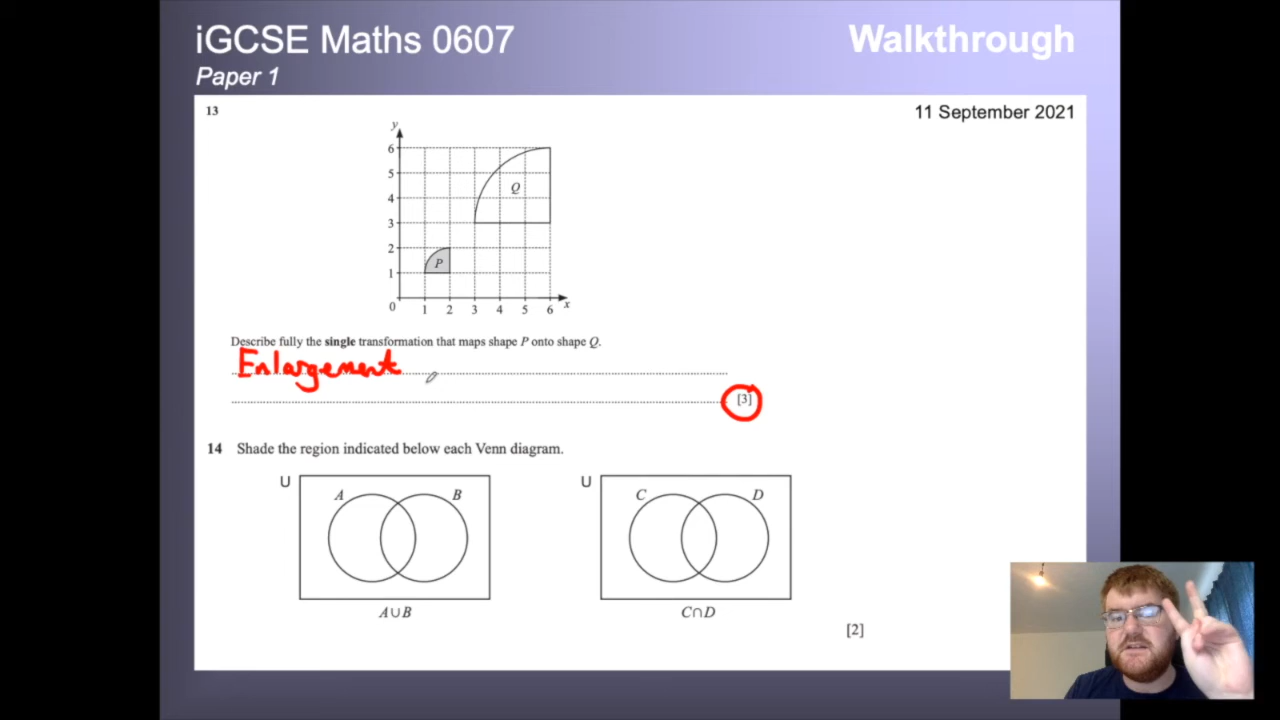 iGCSE Maths 0607
Walkthrough
Paper 1
13
11 September 2021
y
6
5
4
3
2
1
0
1 2 3 4 5 6
x
Q
P
Describe fully the single transformation that maps shape P onto shape Q.
Enlargement
[3]
14 Shade the region indicated below each Venn diagram.
U
A
B
A∪B
U
C
D
C∩D
[2]